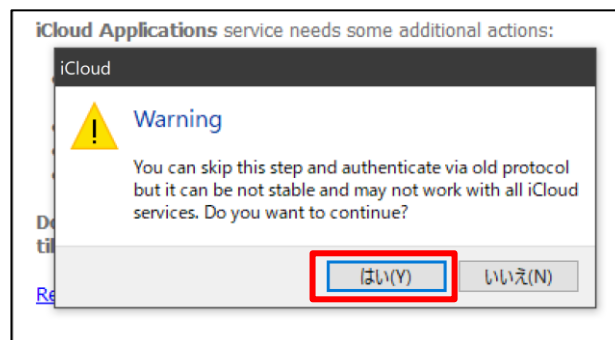 iCloud Applications service needs some additional actions:
iCloud
Warning
You can skip this step and authenticate via old protocol
but it can be not stable and may not work with all iCloud
services. Do you want to continue?
はい(Y)
いいえ(N)